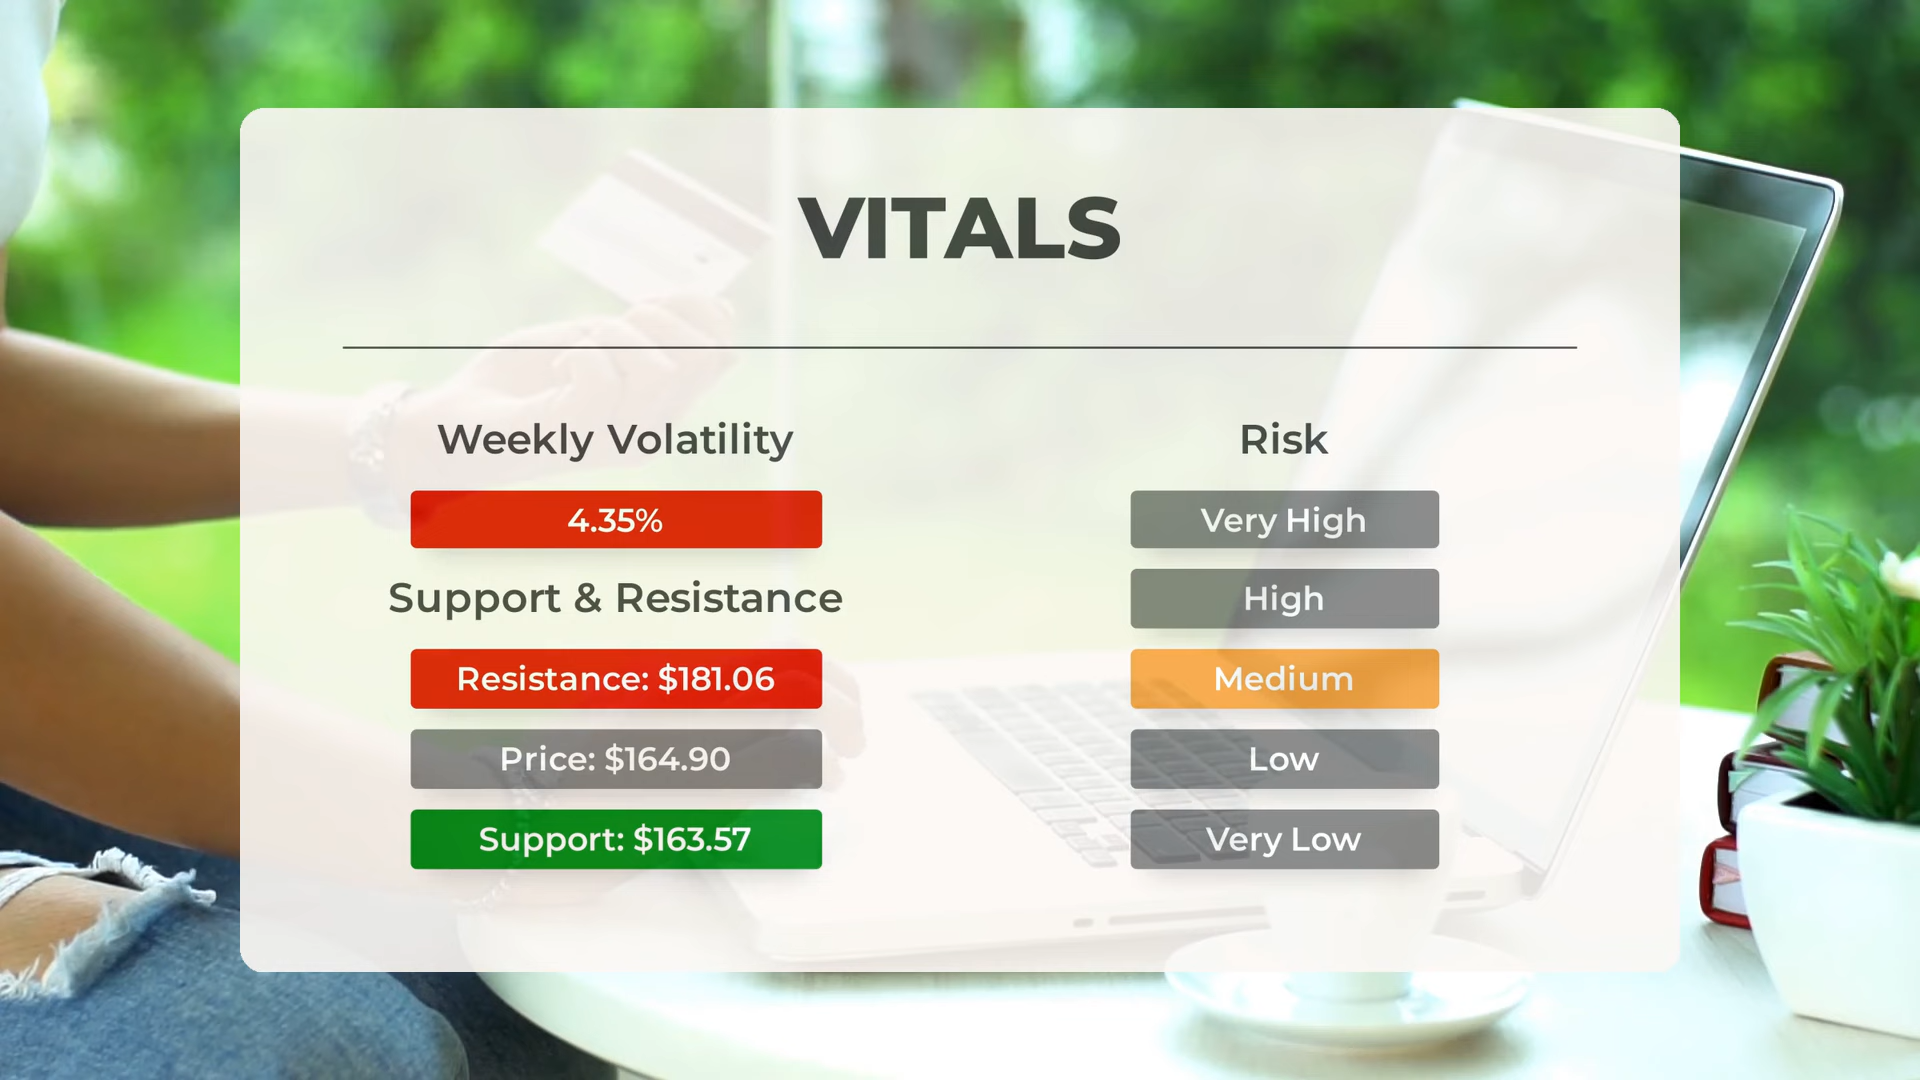 VITALS
Weekly Volatility
4.35%
Support & Resistance
Resistance: $181.06
Price: $164.90
Support: $163.57
Risk
Very High
High
Medium
Low
Very Low